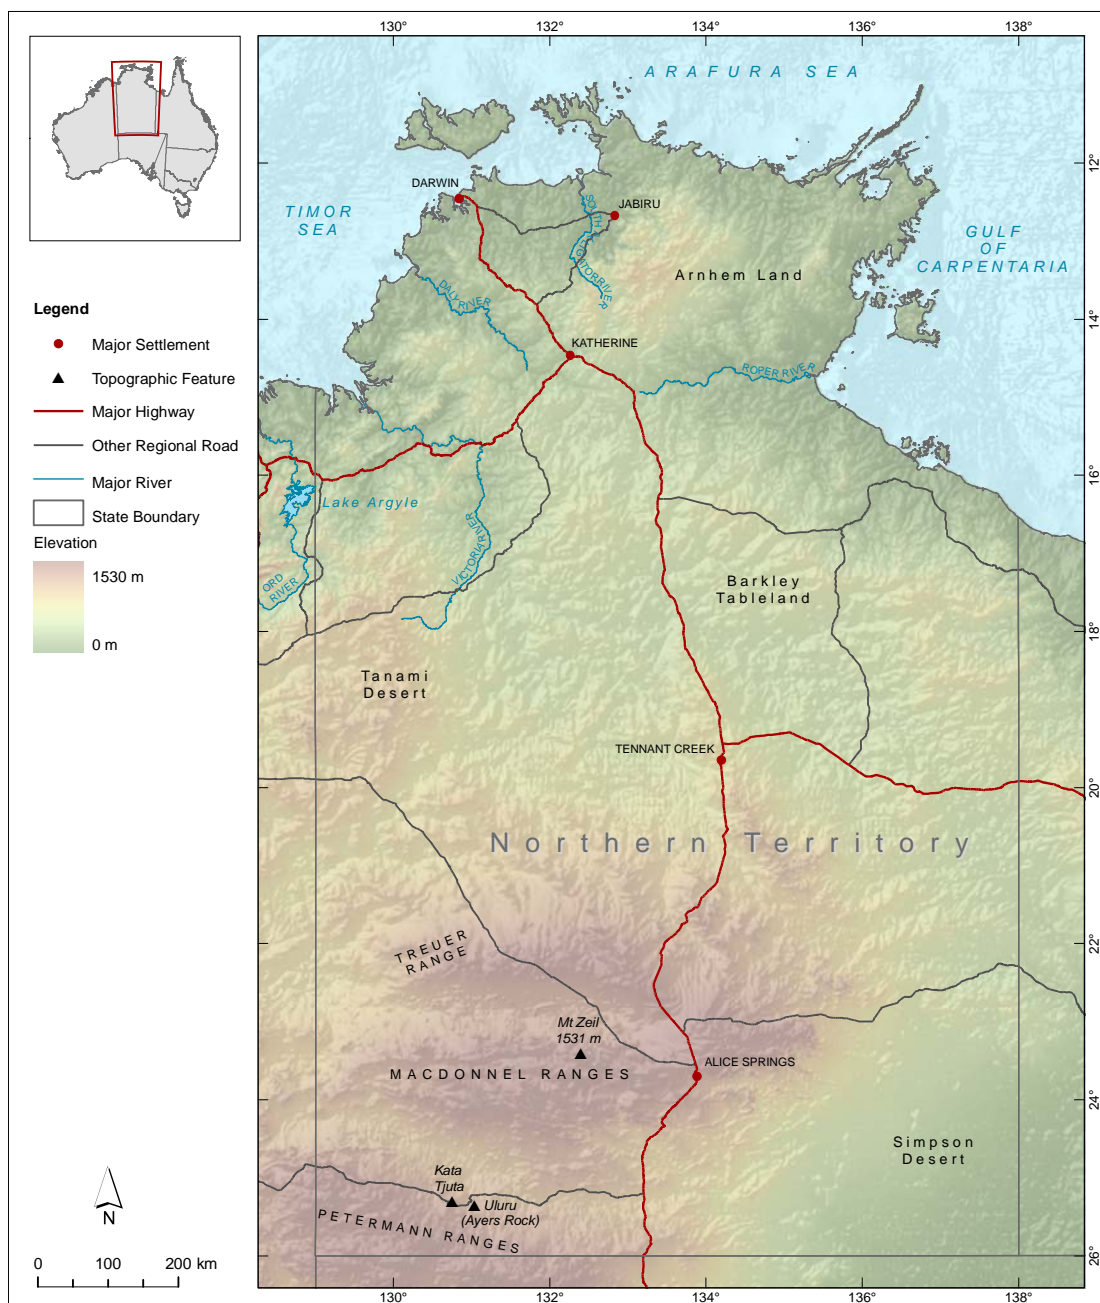 130°
132°
134°
136°
138°
ARAFURA SEA
12°
DARWIN
JABIRU
SOUTH ALLIGATOR RIVER
TIMOR
SEA
GULF
OF
CARPENTARIA
Arnhem Land
DALY RIVER
14°
Legend
Major Settlement
Topographic Feature
Major Highway
Other Regional Road
Major River
State Boundary
Elevation
1530 m
0 m
KATHERINE
ROPER RIVER
16°
Lake Argyle
VICTORIA RIVER
ORD
RIVER
Barkley
Tableland
18°
Tanami
Desert
TENNANT CREEK
20°
Northern Territory
22°
TREUER
RANGE
Mt Zeil
1531 m
MACDONNEL RANGES
ALICE SPRINGS
24°
Simpson
Desert
Kata
Tjuta
Uluru
(Ayers Rock)
PETERMANN RANGES
26°
N
0 100 200 km
130°
132°
134°
136°
138°